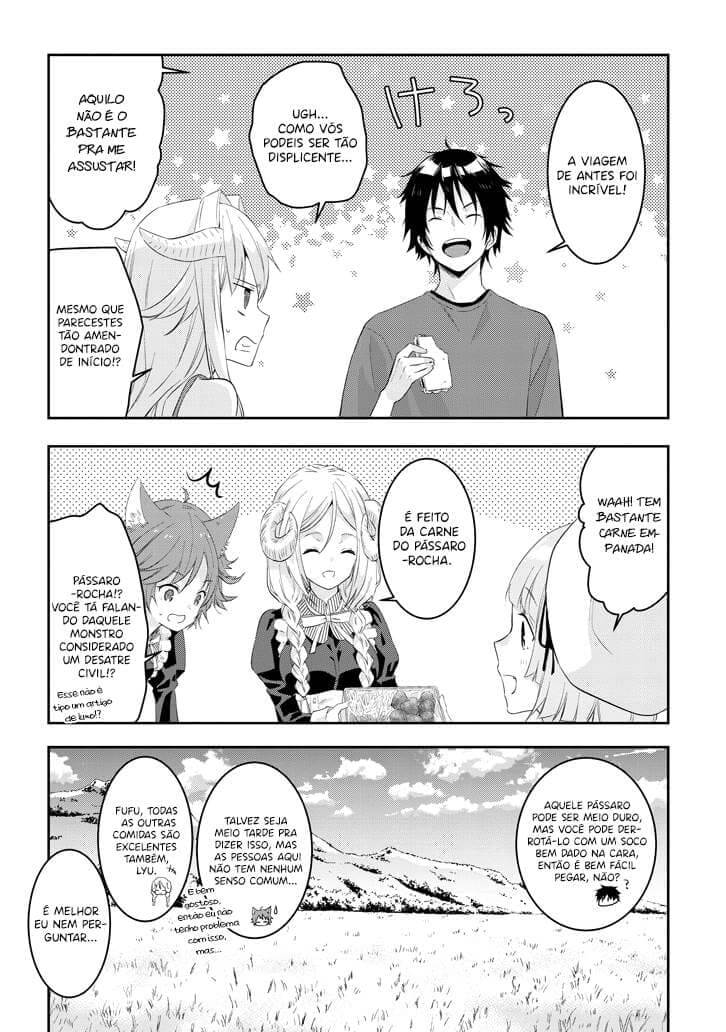 A VIAGEM
DE ANTES FOI
INCRÍVEL!
けろっ
UGH...
COMO VÓS
PODEIS SER TÃO
DISPLICENTE...
AQUILO
NÃO É O
BASTANTE
PRA ME
ASSUSTAR!
MESMO QUE
PARECESTES
TÃO AMEN-
DONTRADO
DE INÍCIO!?
WAAH! TEM
BASTANTE
CARNE EM-
PANADA!
É FEITO
DA CARNE
DO PÁSSARO
-ROCHA.
PÁSSARO
-ROCHA!?
VOCÊ TÁ FALAN-
DO DAQUELE
MONSTRO
CONSIDERADO
UM DESATRE
CIVIL!?
Esse não é
tipo um artigo
de luxo!?
AQUELE PÁSSARO
PODE SER MEIO DURO,
MAS VOCÊ PODE DER-
ROTÁ-LO COM UM SOCO
BEM DADO NA CARA,
ENTÃO É BEM FÁCIL
PEGAR, NÃO?
?
TALVEZ SEJA
MEIO TARDE PRA
DIZER ISSO, MAS
AS PESSOAS AQUI
NÃO TEM NENHUM
SENSO COMUM...
E bem
gostoso,
então eu não
tenho problema
com isso,
mas...
FUFU, TODAS
AS OUTRAS
COMIDAS SÃO
EXCELENTES
TAMBÉM,
LYU.
É MELHOR
EU NEM PER-
GUNTAR...